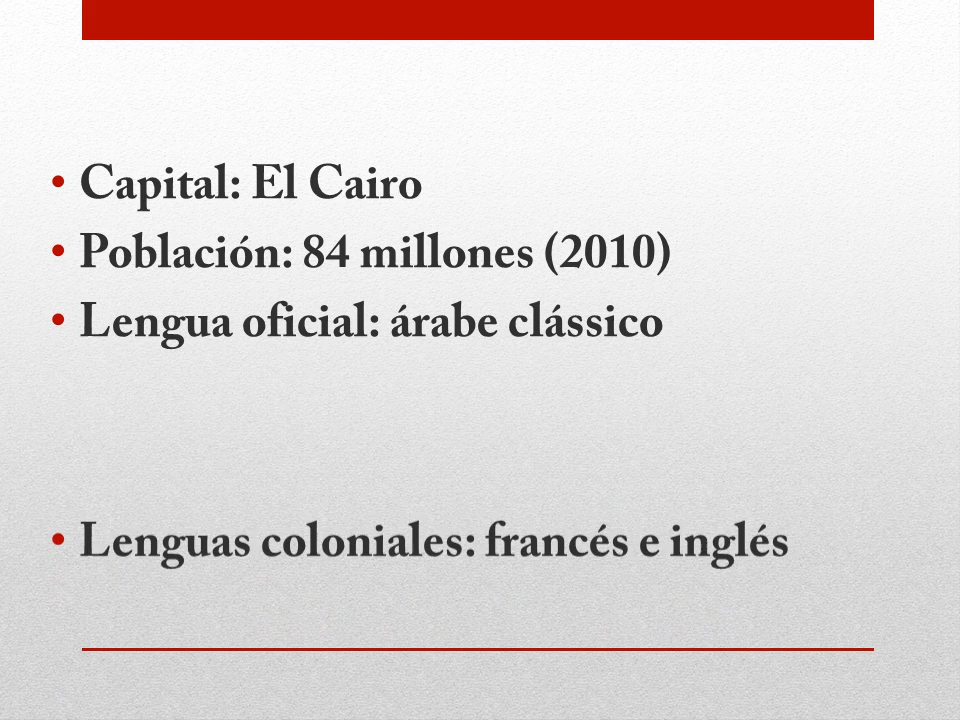 • Capital: El Cairo
• Población: 84 millones (2010)
• Lengua oficial: árabe clássico
• Lenguas coloniales: francés e inglés